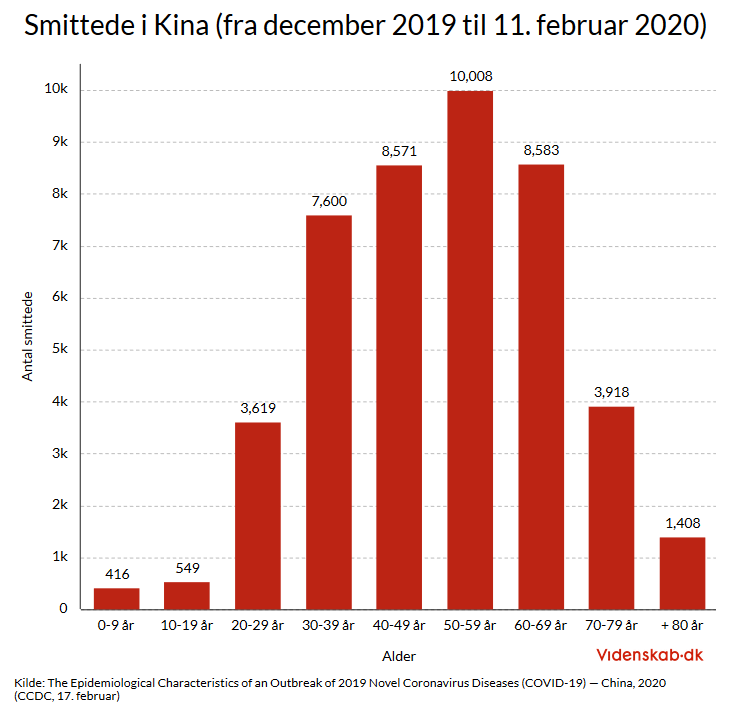 Smittede i Kina (fra december 2019 til 11. februar 2020)
10k
9k
8k
7k
6k
5k
4k
3k
2k
1k
0
Antal smittede
416
549
3,619
7,600
8,571
10,008
8,583
3,918
1,408
0-9 år
10-19 år
20-29 år
30-39 år
40-49 år
50-59 år
60-69 år
70-79 år
+ 80 år
Alder
Videnskab·dk
Kilde: The Epidemiological Characteristics of an Outbreak of 2019 Novel Coronavirus Diseases (COVID-19) — China, 2020
(CCDC, 17. februar)